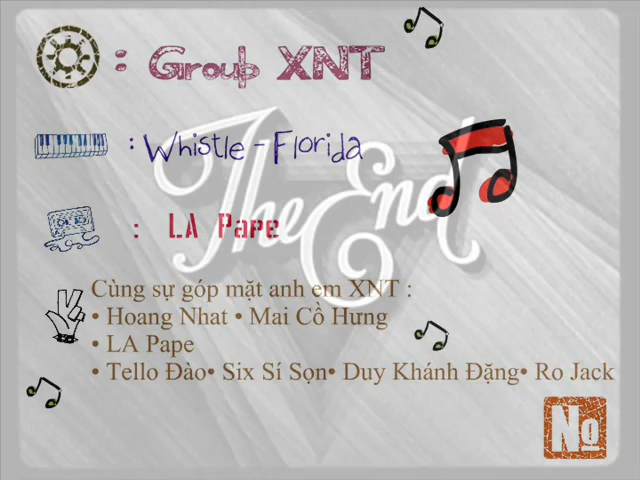 : Group XNT
: Whistle - Florida
The End
: LA Pape
Cùng sự góp mặt anh em XNT :
• Hoang Nhat • Mai Cồ Hưng
• LA Pape
• Tello Đào• Six Sí Sọn• Duy Khánh Đặng• Ro Jack
No